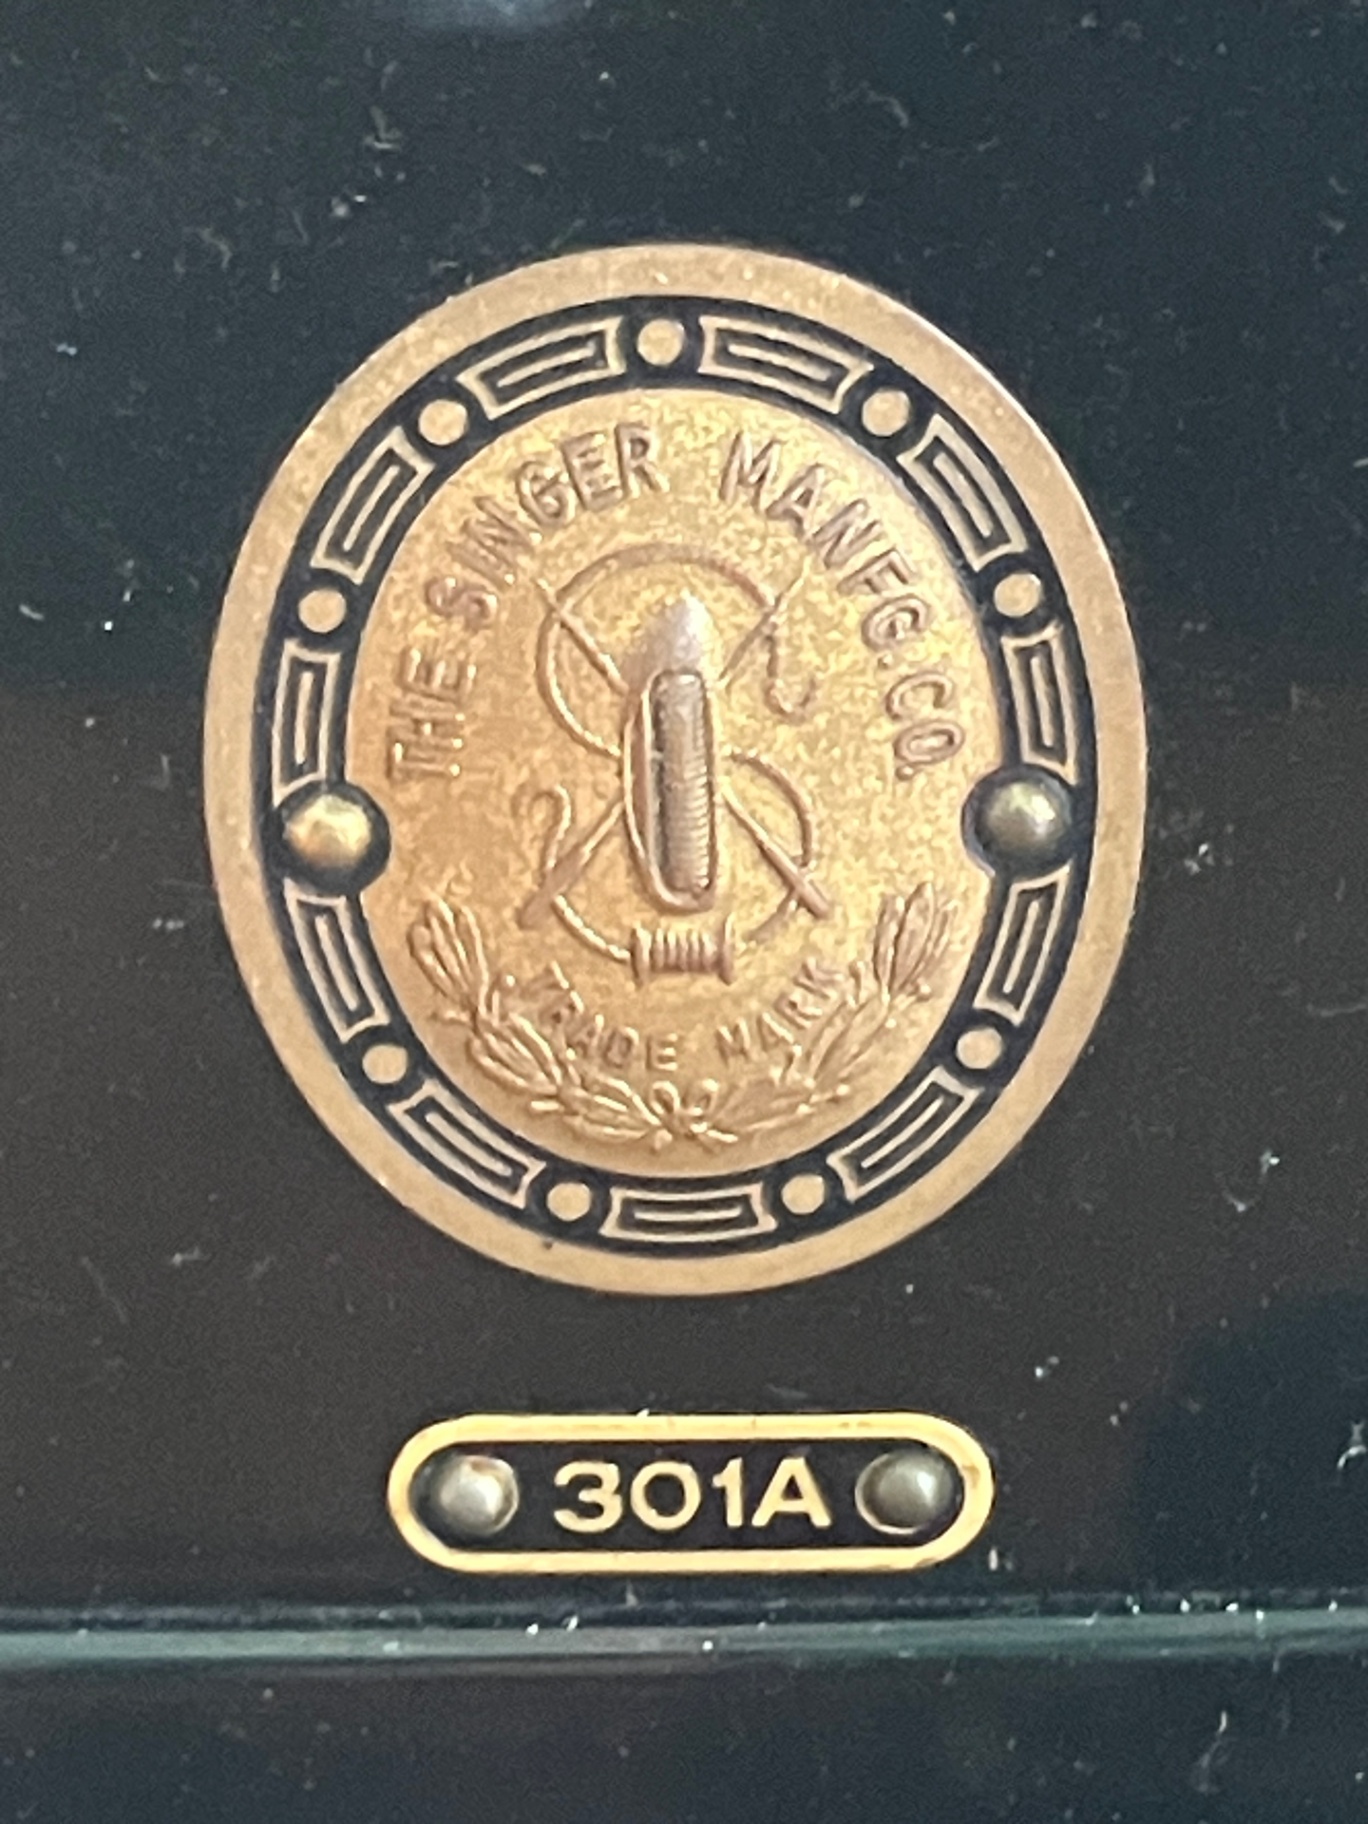 THE SINGER MANFG. CO.
TRADE MARK
301A